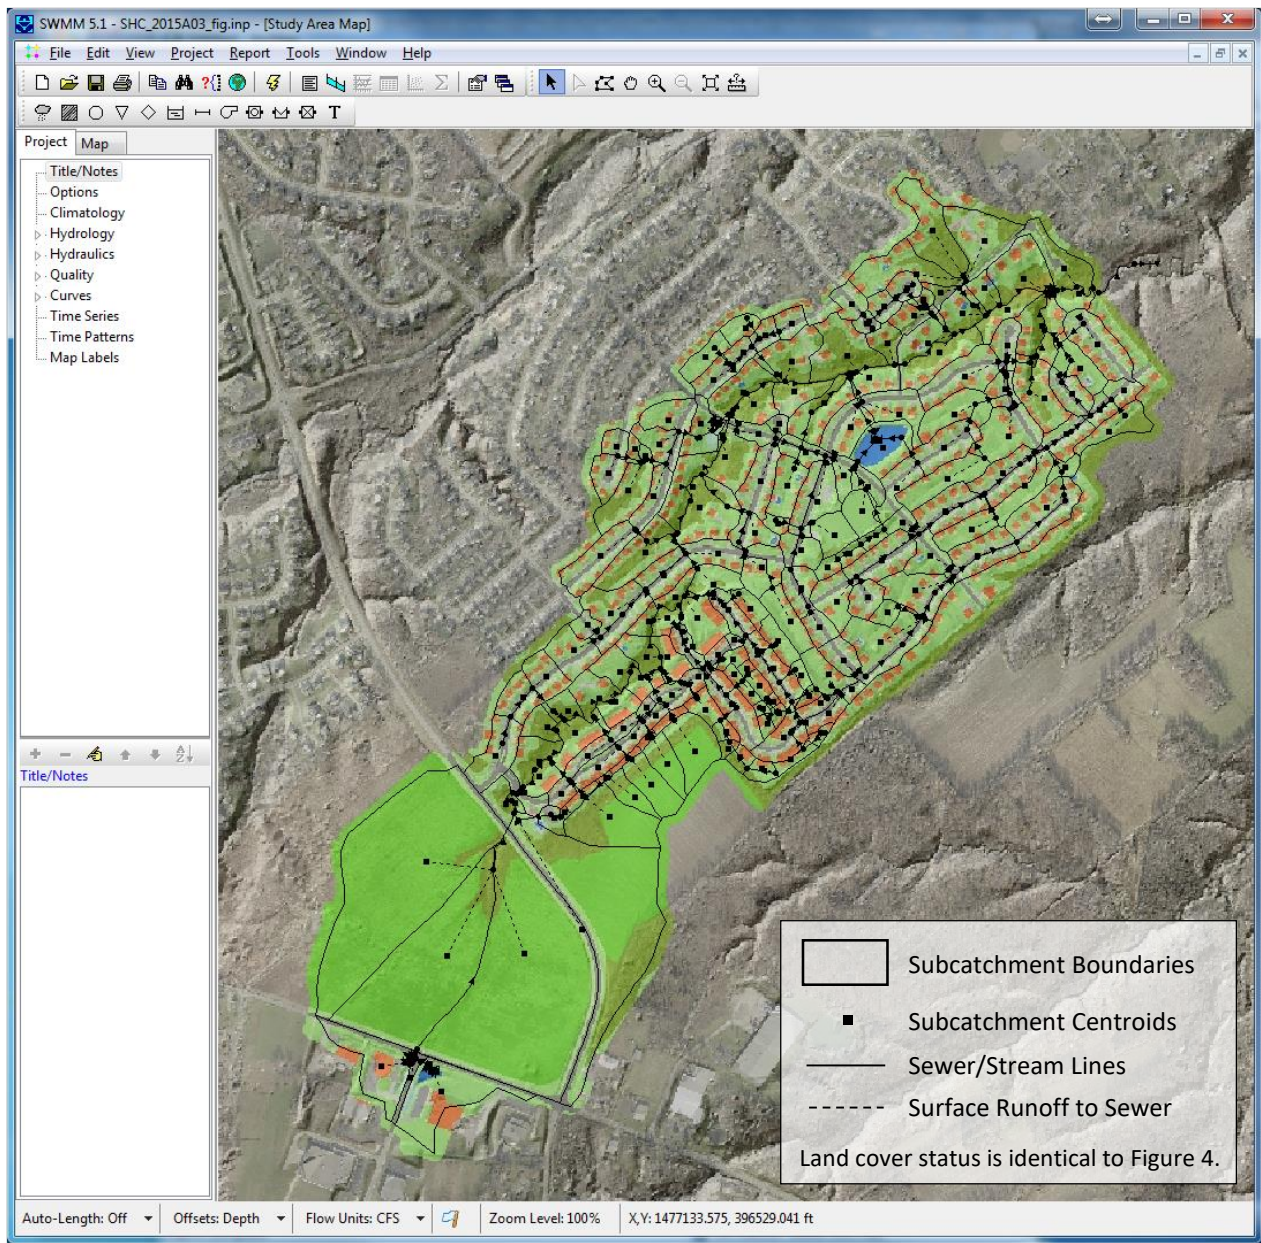 SWMM 5.1 - SHC_2015A03_fig.inp - [Study Area Map]
File Edit View Project Report Tools Window Help
T
Project Map
Title/Notes
Options
Climatology
Hydrology
Hydraulics
Quality
Curves
Time Series
Time Patterns
Map Labels
Title/Notes
Subcatchment Boundaries
Subcatchment Centroids
Sewer/Stream Lines
Surface Runoff to Sewer
Land cover status is identical to Figure 4.
Auto-Length: Off Offsets: Depth Flow Units: CFS Zoom Level: 100% X,Y: 1477133.575, 396529.041 ft